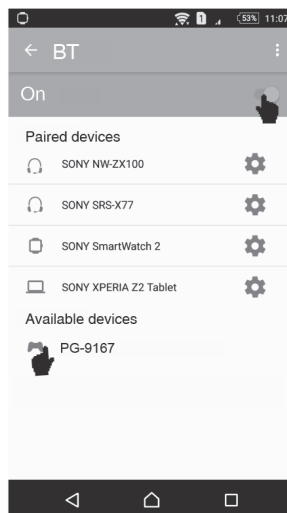 1 53% 11:07
BT
On
Paired devices
SONY NW-ZX100
SONY SRS-X77
SONY SmartWatch 2
SONY XPERIA Z2 Tablet
Available devices
PG-9167